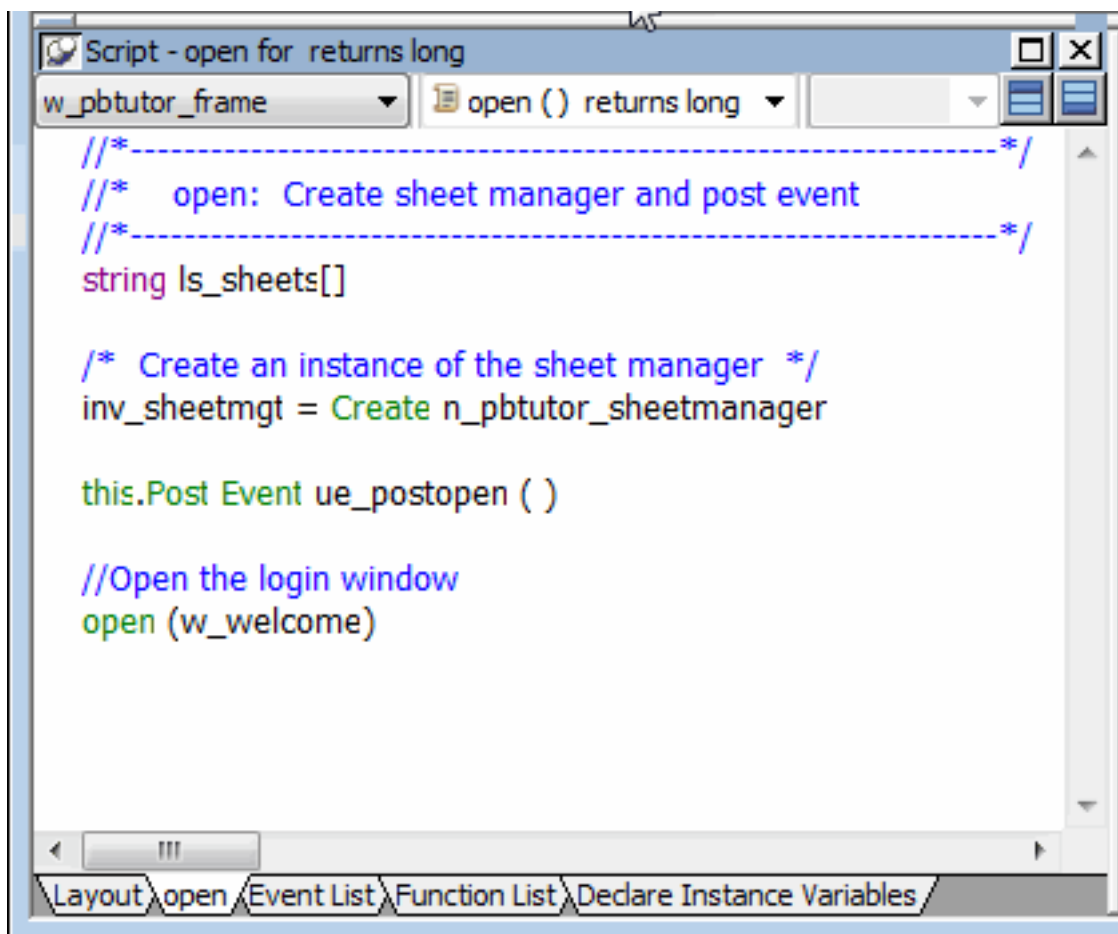 Script - open for returns long
w_pbtutor_frame
open ( ) returns long
//*-----------------------------------------------------------------*/
//* open: Create sheet manager and post event
//*-----------------------------------------------------------------*/
string ls_sheets[]
/* Create an instance of the sheet manager */
inv_sheetmgt = Create n_pbtutor_sheetmanager
this.Post Event ue_postopen ( )
//Open the login window
open (w_welcome)
Layout open Event List Function List Declare Instance Variables